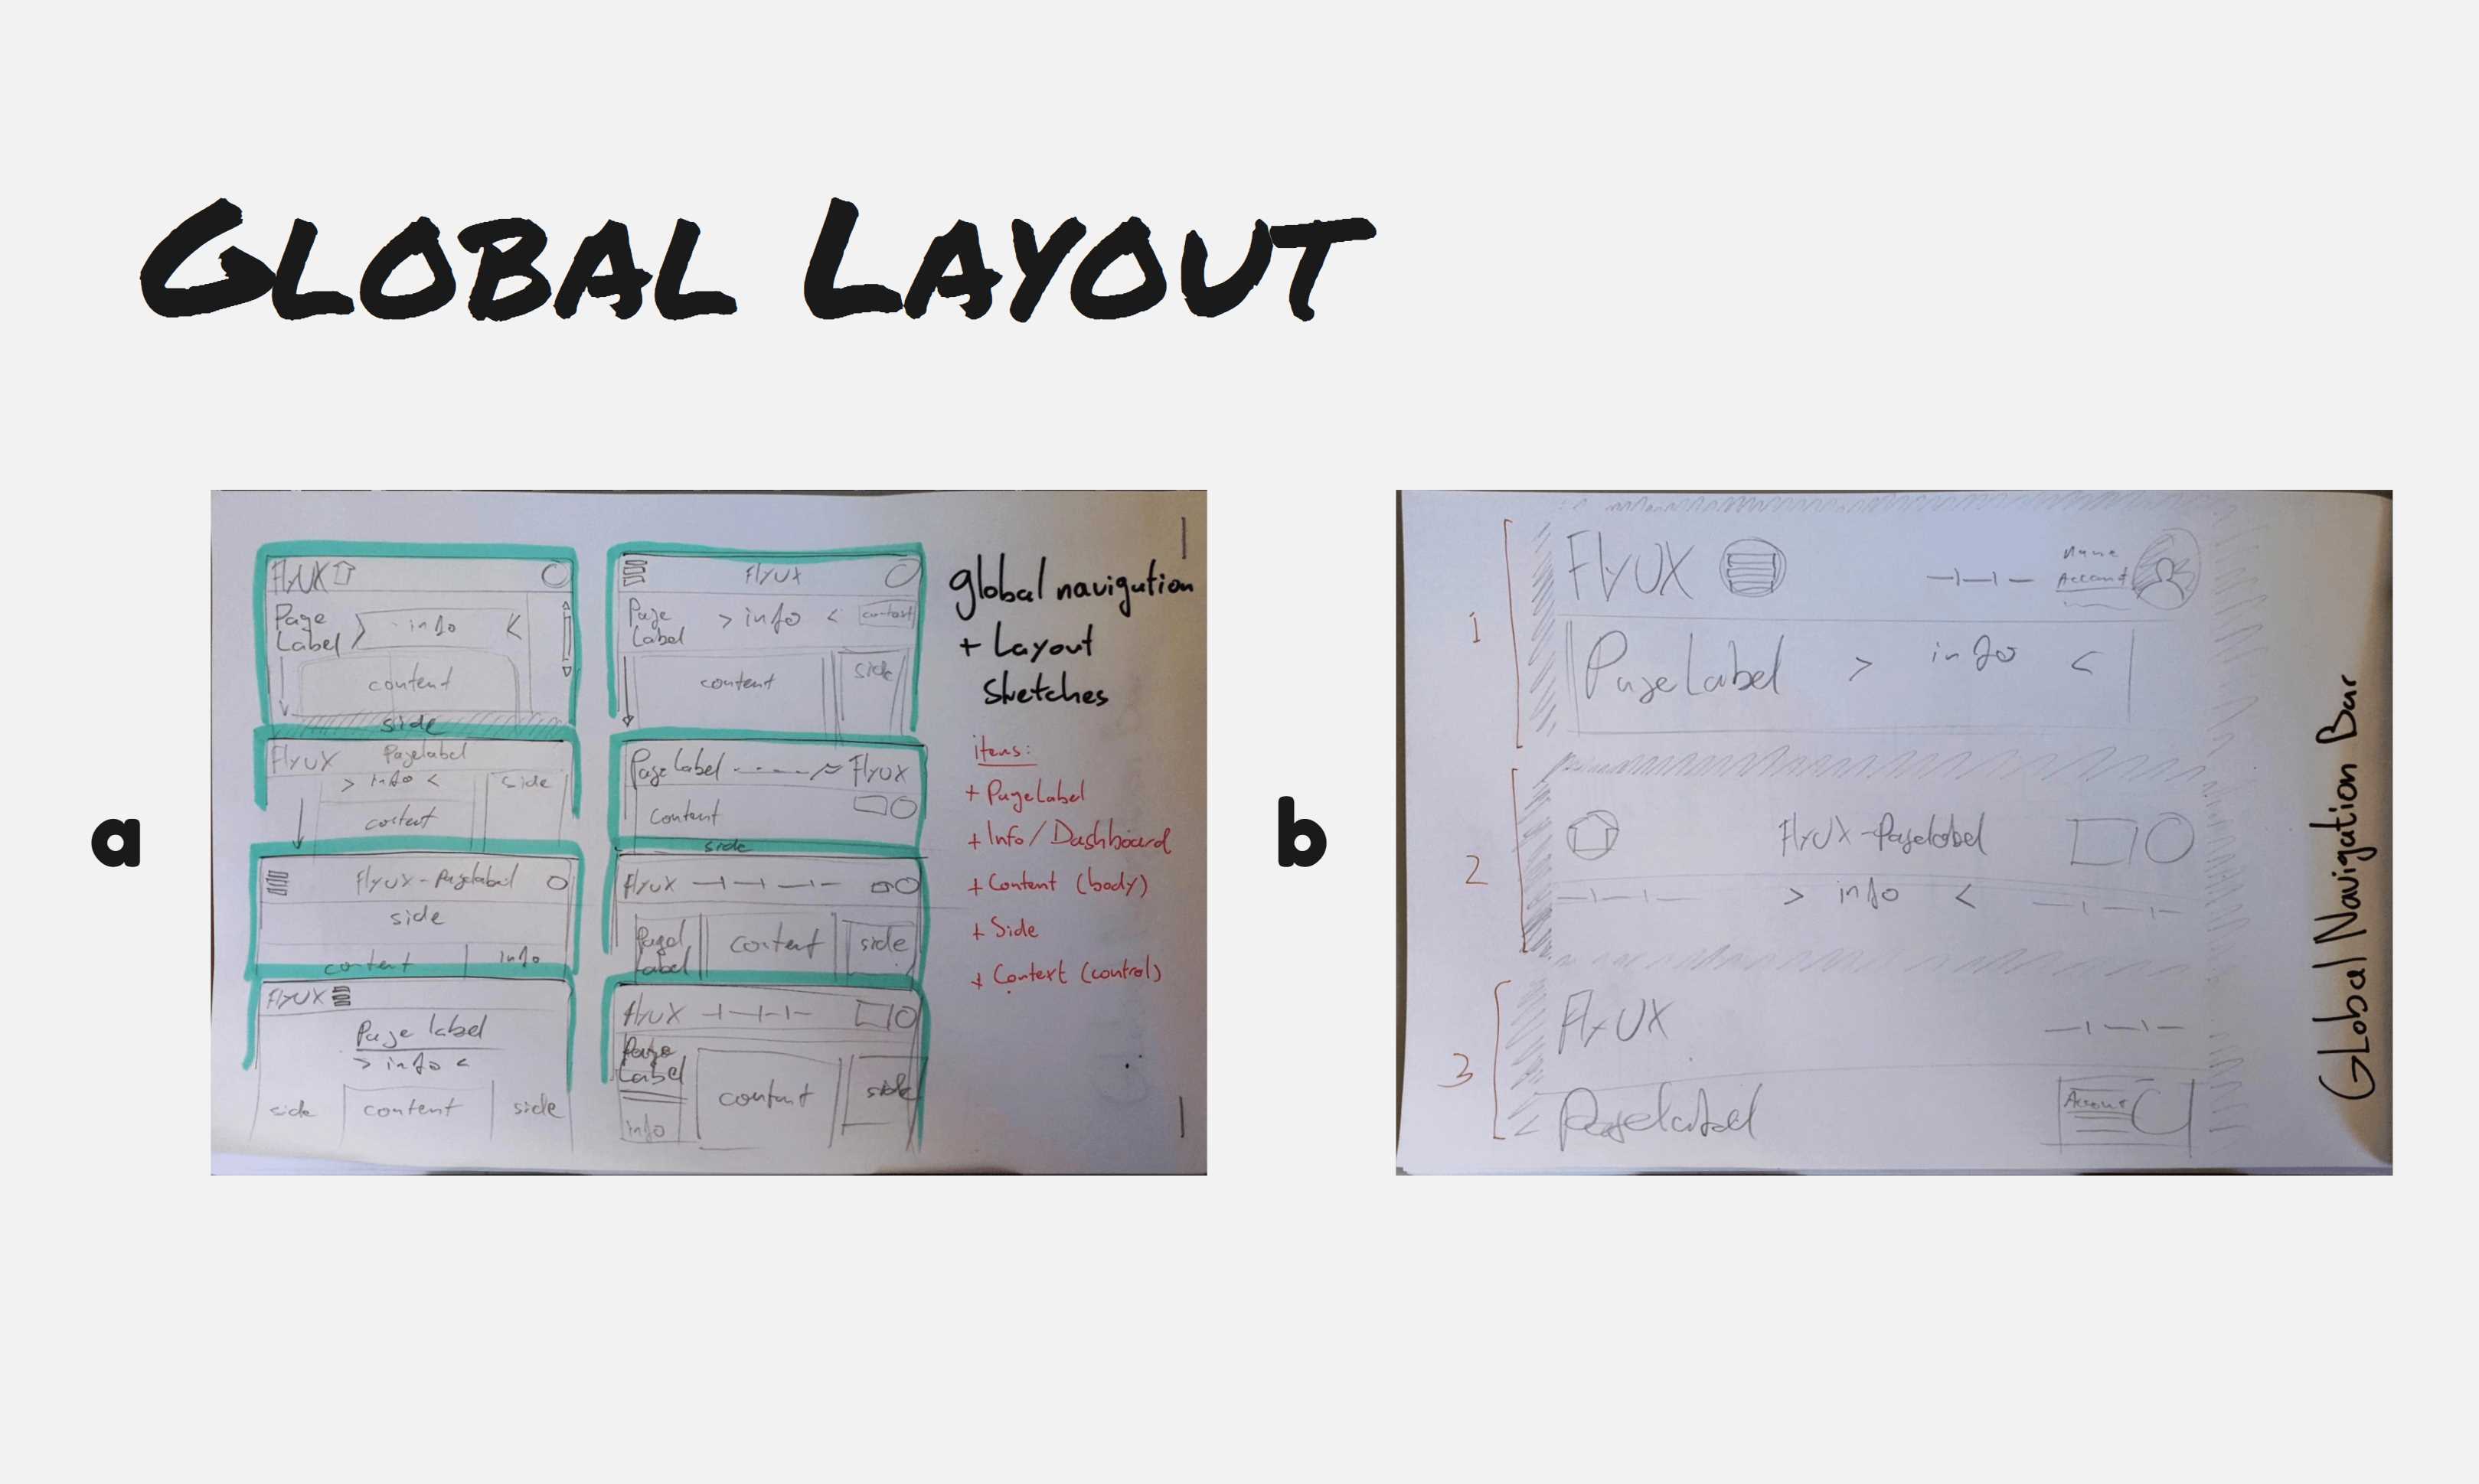 GLOBAL LAYOUT
a
FlyUX
Page
Label
info
content
side
FlyUX Pagelabel
> info < side
content
FlyUX - Pagelabel
side
content info
FlyUX
Page label
> info <
side content side
FlyUX
Page
Label
> info <
content side
Page Label FlyUX
Content
side
FlyUX
Pagel
label
content side
FlyUX
Page
Label
info
content
side
global navigation
+ Layout
Sketches
items:
+ PageLabel
+ Info/Dashboard
+ Content (body)
+ Side
+ Context (control)
b
1
FlyUX
Name
Account
PageLabel > info <
2
FlyUX - Pagelabel
> info <
3
FlyUX
Pagelabel
Account
Global Navigation Bar